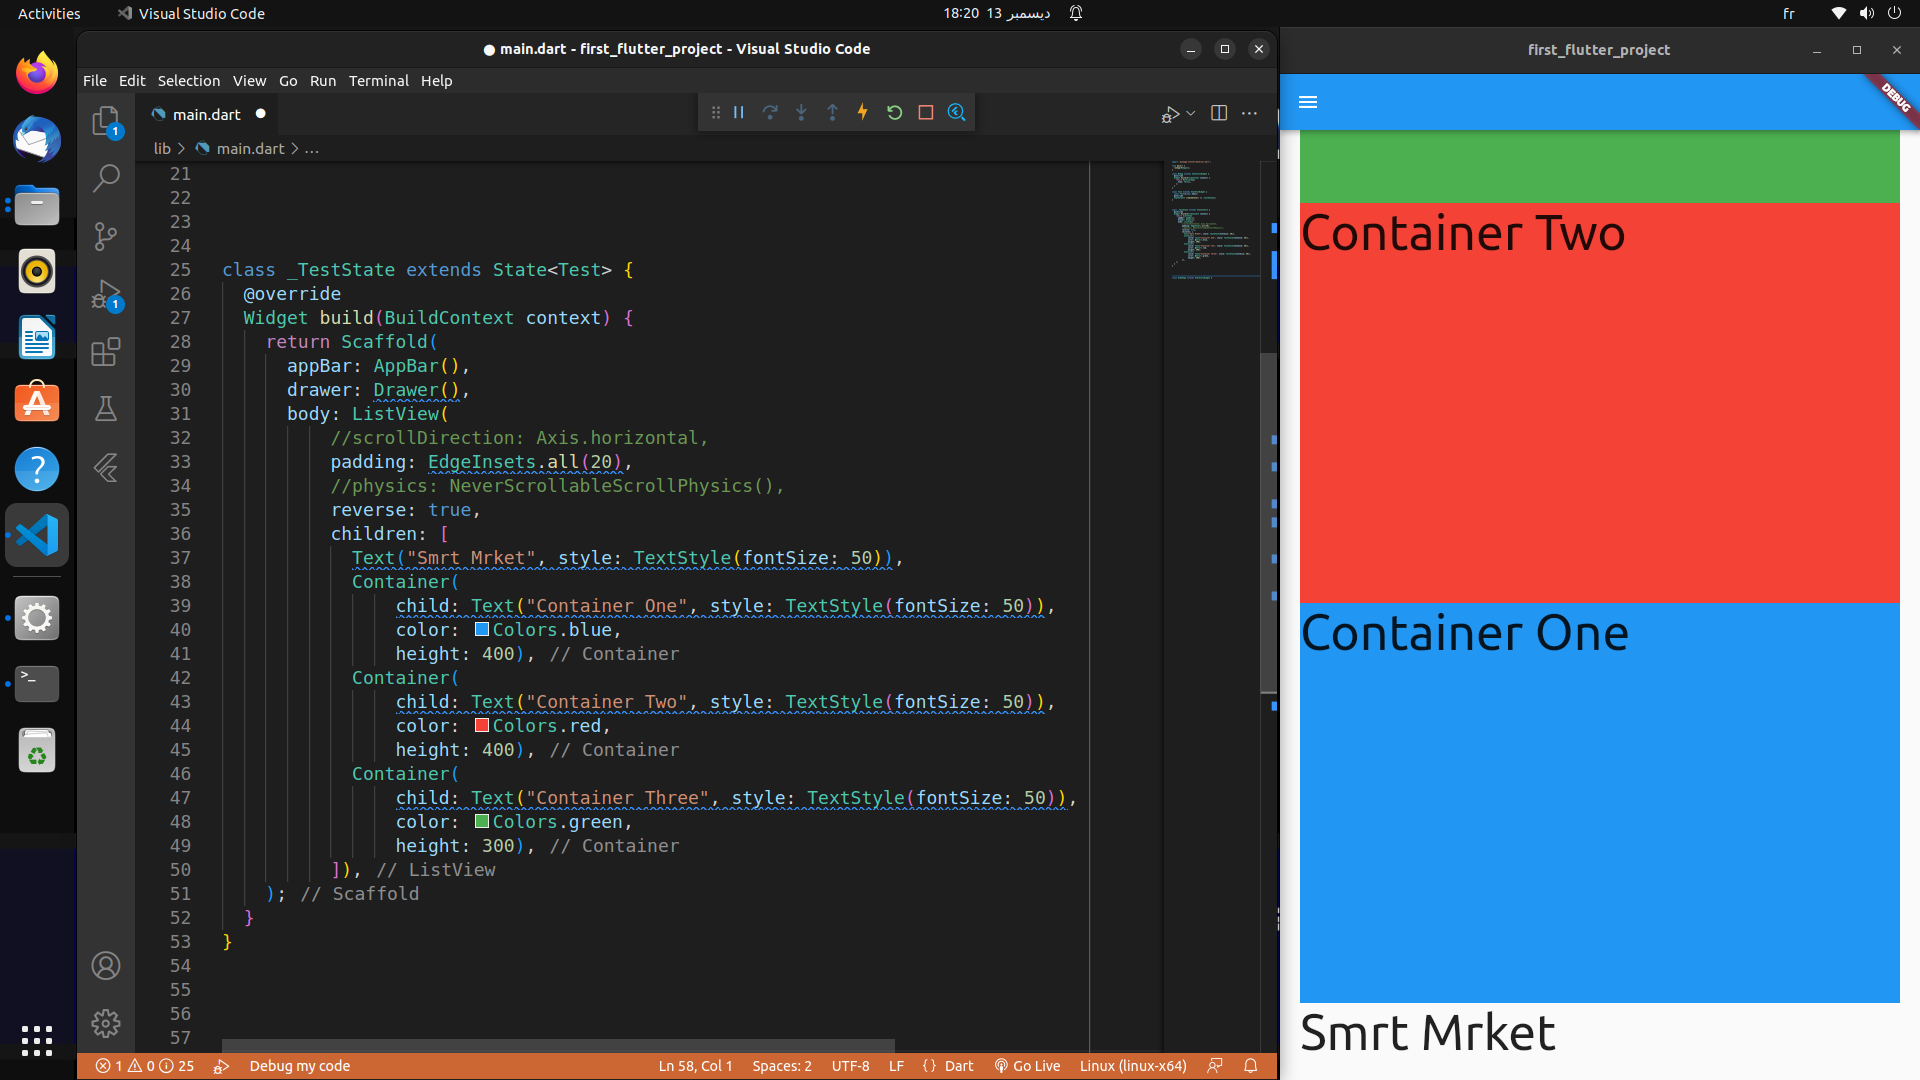 Activities
Visual Studio Code
18:20 13 ديسمبر
fr
● main.dart - first_flutter_project - Visual Studio Code
first_flutter_project
File Edit Selection View Go Run Terminal Help
main.dart
lib > main.dart > ...
21
22
23
24
25 class _TestState extends State<Test> {
26 @override
27 Widget build(BuildContext context) {
28 return Scaffold(
29 appBar: AppBar(),
30 drawer: Drawer(),
31 body: ListView(
32 //scrollDirection: Axis.horizontal,
33 padding: EdgeInsets.all(20),
34 //physics: NeverScrollableScrollPhysics(),
35 reverse: true,
36 children: [
37 Text("Smrt Mrket", style: TextStyle(fontSize: 50)),
38 Container(
39 child: Text("Container One", style: TextStyle(fontSize: 50)),
40 color: Colors.blue,
41 height: 400), // Container
42 Container(
43 child: Text("Container Two", style: TextStyle(fontSize: 50)),
44 color: Colors.red,
45 height: 400), // Container
46 Container(
47 child: Text("Container Three", style: TextStyle(fontSize: 50)),
48 color: Colors.green,
49 height: 300), // Container
50 ]), // ListView
51 ); // Scaffold
52 }
53 }
54
55
56
57
1
1
1 0 25 Debug my code
Ln 58, Col 1 Spaces: 2 UTF-8 LF {} Dart Go Live Linux (linux-x64)
DEBUG
Container Two
Container One
Smrt Mrket